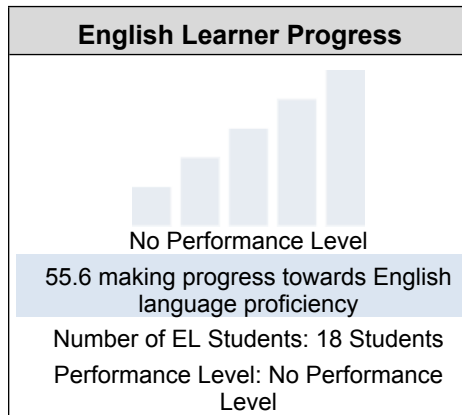 English Learner Progress
No Performance Level
55.6 making progress towards English
language proficiency
Number of EL Students: 18 Students
Performance Level: No Performance
Level